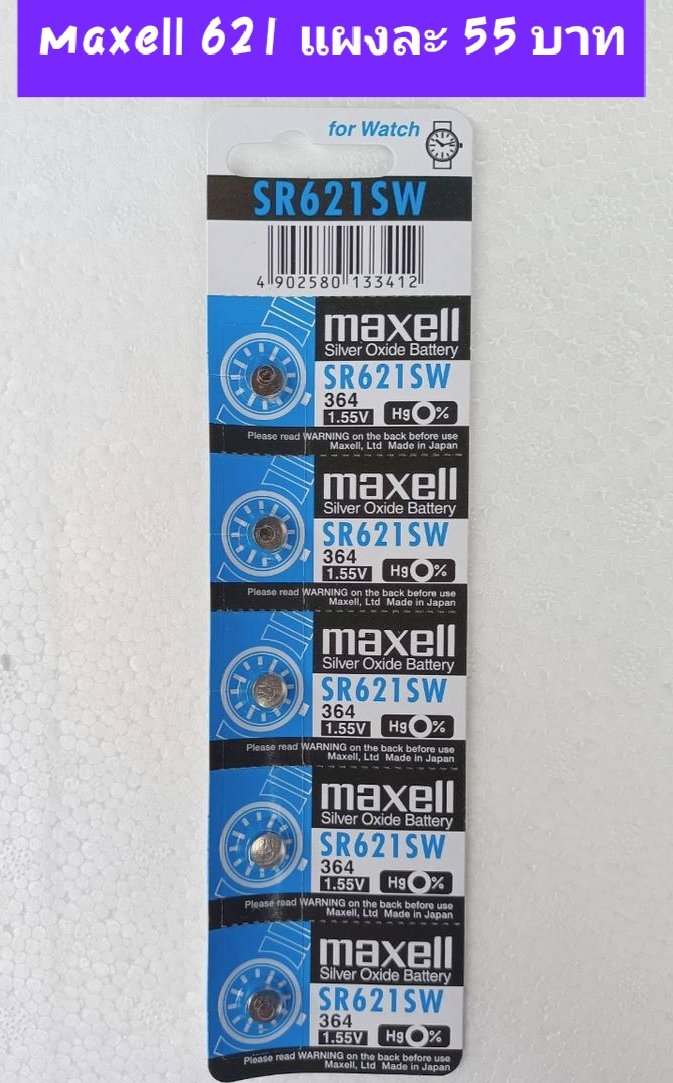 Maxell 621 แผงละ 55 บาท
for Watch
SR621SW
4 902580 133412
maxell
Silver Oxide Battery
SR621SW
364
1.55V Hg0%
Please read WARNING on the back before use
Maxell, Ltd Made in Japan
maxell
Silver Oxide Battery
SR621SW
364
1.55V Hg0%
Please read WARNING on the back before use
Maxell, Ltd Made in Japan
maxell
Silver Oxide Battery
SR621SW
364
1.55V Hg0%
Please read WARNING on the back before use
Maxell, Ltd Made in Japan
maxell
Silver Oxide Battery
SR621SW
364
1.55V Hg0%
Please read WARNING on the back before use
Maxell, Ltd Made in Japan
maxell
Silver Oxide Battery
SR621SW
364
1.55V Hg0%
Please read WARNING on the back before use
Maxell, Ltd Made in Japan